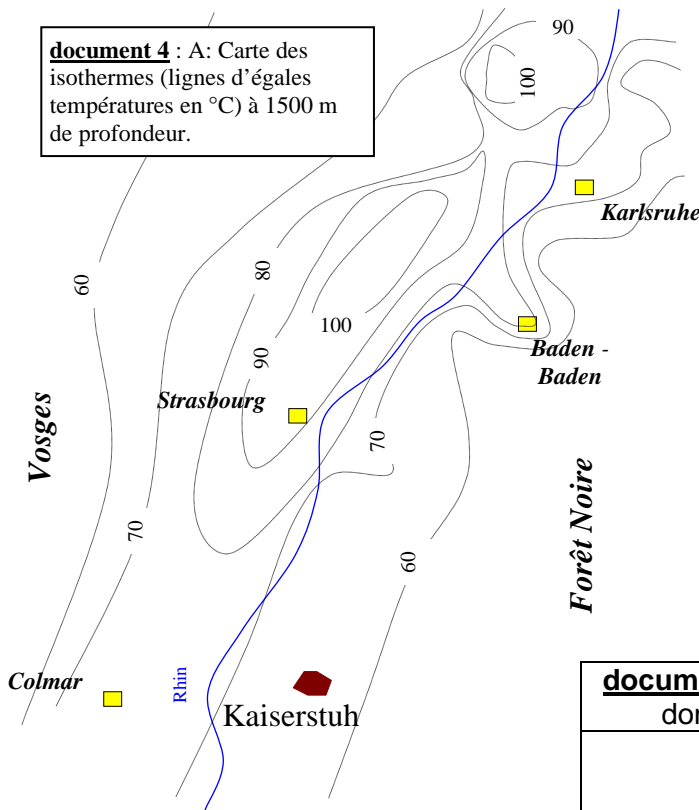 document 4 : A: Carte des
isothermes (lignes d'égales
températures en °C) à 1500 m
de profondeur.
90
100
Karlsruhe
60
80
100
Baden -
Baden
90
Strasbourg
Vosges
70
Forêt Noire
70
60
Colmar
Rhin
Kaiserstuh
docum
don